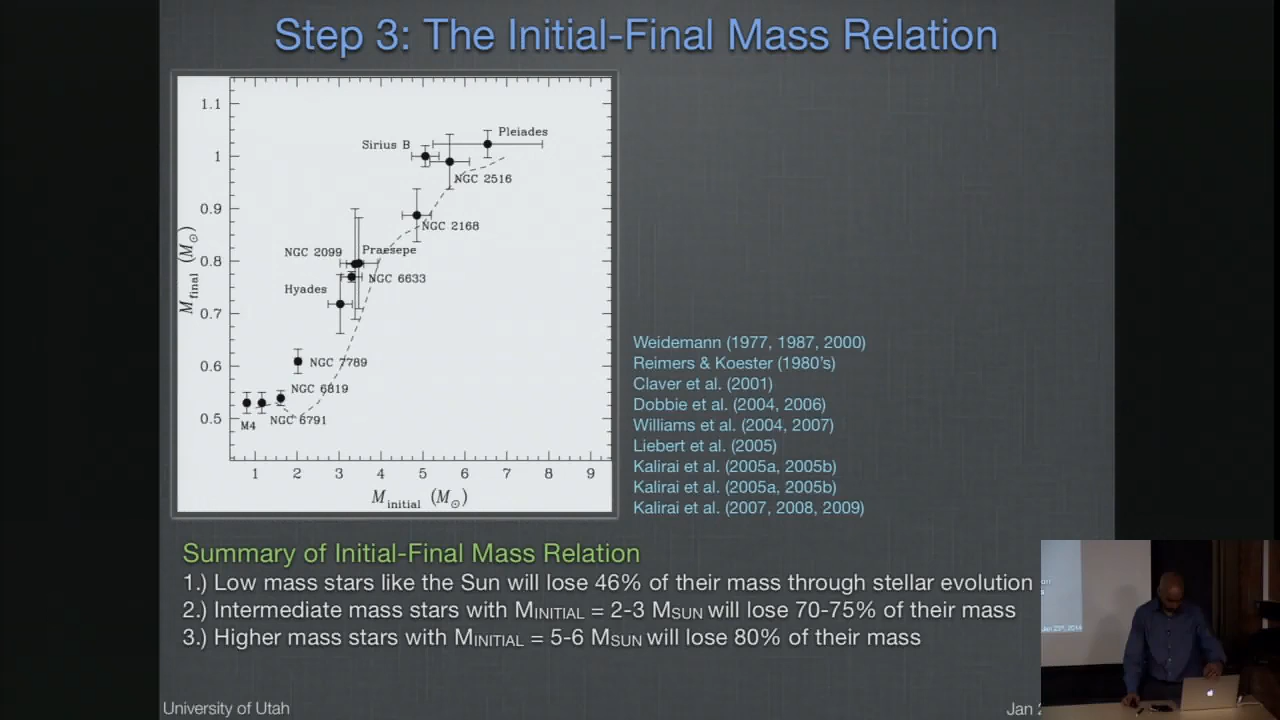 Step 3: The Initial-Final Mass Relation
1.1
1
0.9
0.8
0.7
0.6
0.5
M final (M☉)
Sirius B
Pleiades
NGC 2516
NGC 2168
NGC 2099
Praesepe
NGC 6633
Hyades
NGC 7789
NGC 6819
NGC 6791
M4
1 2 3 4 5 6 7 8 9
M initial (M☉)
Weidemann (1977, 1987, 2000)
Reimers & Koester (1980's)
Claver et al. (2001)
Dobbie et al. (2004, 2006)
Williams et al. (2004, 2007)
Liebert et al. (2005)
Kalirai et al. (2005a, 2005b)
Kalirai et al. (2005a, 2005b)
Kalirai et al. (2007, 2008, 2009)
Summary of Initial-Final Mass Relation
1.) Low mass stars like the Sun will lose 46% of their mass through stellar evolution
2.) Intermediate mass stars with MINITIAL = 2-3 MSUN will lose 70-75% of their mass
3.) Higher mass stars with MINITIAL = 5-6 MSUN will lose 80% of their mass
University of Utah
Jan 2